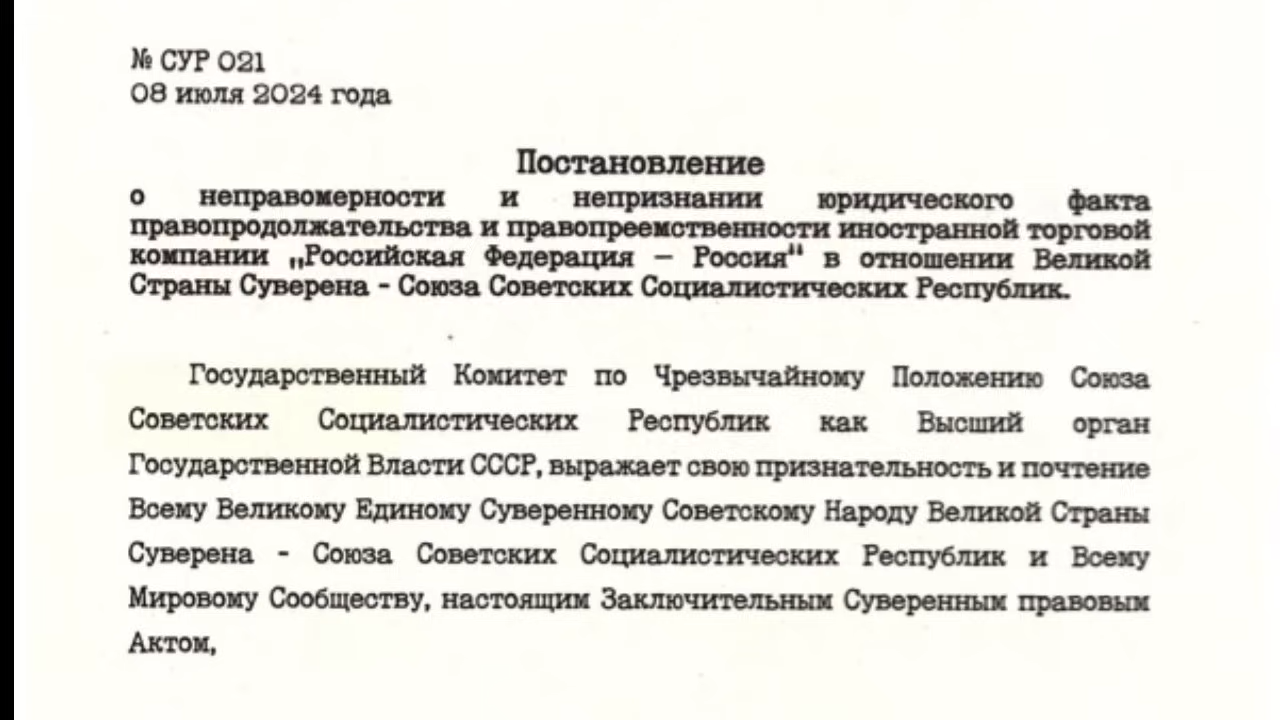 № СУР 021
08 июля 2024 года
Постановление
о неправомерности и непризнании юридического факта
правопродолжательства и правопреемственности иностранной торговой
компании „Российская Федерация – Россия“ в отношении Великой
Страны Суверена - Союза Советских Социалистических Республик.
Государственный Комитет по Чрезвычайному Положению Союза
Советских Социалистических Республик как Высший орган
Государственной Власти СССР, выражает свою признательность и почтение
Всему Великому Единому Суверенному Советскому Народу Великой Страны
Суверена - Союза Советских Социалистических Республик и Всему
Мировому Сообществу, настоящим Заключительным Суверенным правовым
Актом,